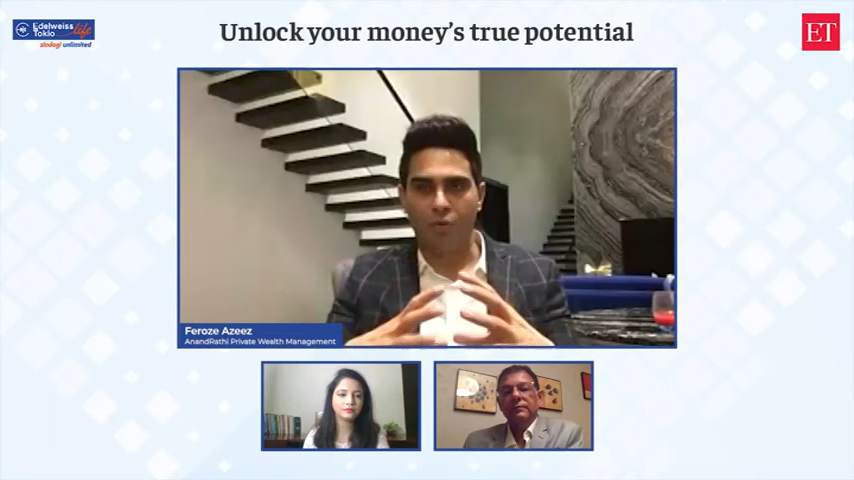 Edelweiss
Tokio life
zindagi unlimited
Unlock your money's true potential
ET
Feroze Azeez
AnandRathi Private Wealth Management